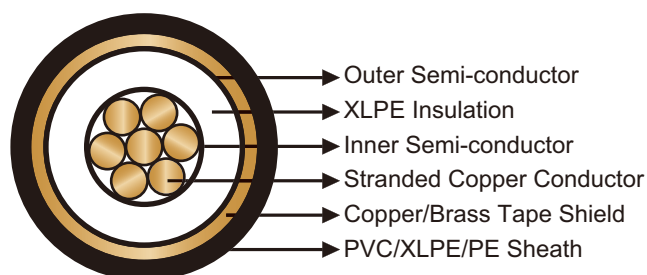 Outer Semi-conductor
XLPE Insulation
Inner Semi-conductor
Stranded Copper Conductor
Copper/Brass Tape Shield
PVC/XLPE/PE Sheath